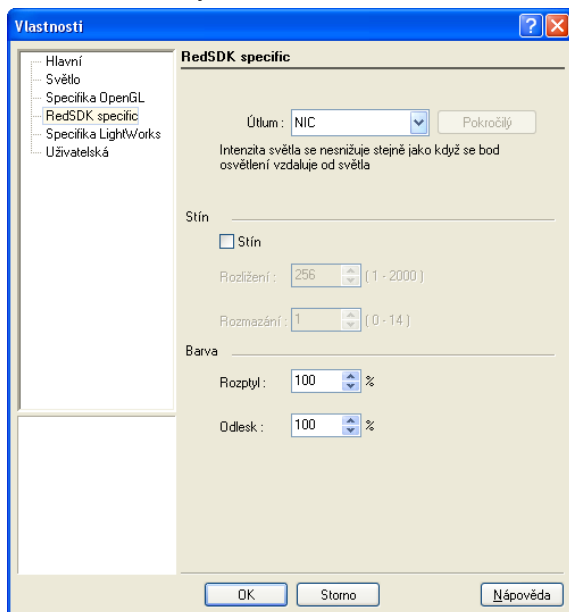 Vlastnosti
Hlavní
Světlo
Specifika OpenGL
RedSDK specific
Specifika LightWorks
Uživatelská
RedSDK specific
Útlum : NIC Pokročilý
Intenzita světla se nesnižuje stejně jako když se bod
osvětlení vzdaluje od světla
Stín
Stín
Rozlížení : 256 ( 1 - 2000 )
Rozmazání : 1 ( 0 - 14 )
Barva
Rozptyl : 100 %
Odlesk : 100 %
OK Storno Nápověda